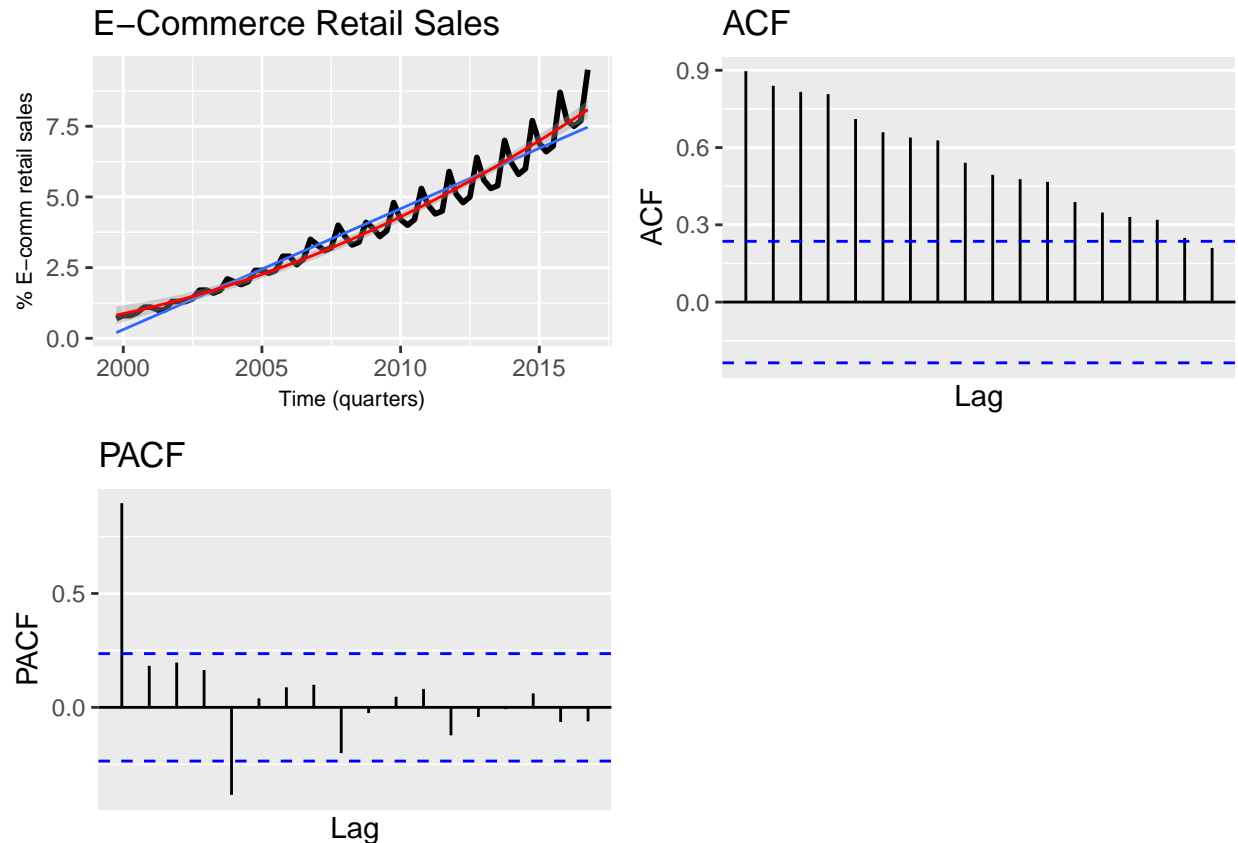 E−Commerce Retail Sales
% E−comm retail sales
7.5
5.0
2.5
0.0
2000 2005 2010 2015
Time (quarters)
ACF
ACF
0.9
0.6
0.3
0.0
Lag
PACF
PACF
0.5
0.0
Lag